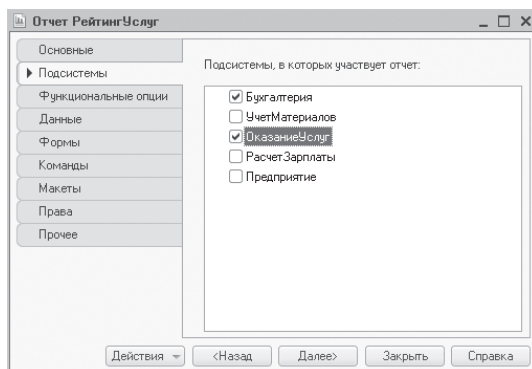 Отчет РейтингУслуг
Основные
Подсистемы
Функциональные опции
Данные
Формы
Команды
Макеты
Права
Прочее
Подсистемы, в которых участвует отчет:
Бухгалтерия
УчетМатериалов
ОказаниеУслуг
РасчетЗарплаты
Предприятие
Действия
<Назад
Далее>
Закрыть
Справка